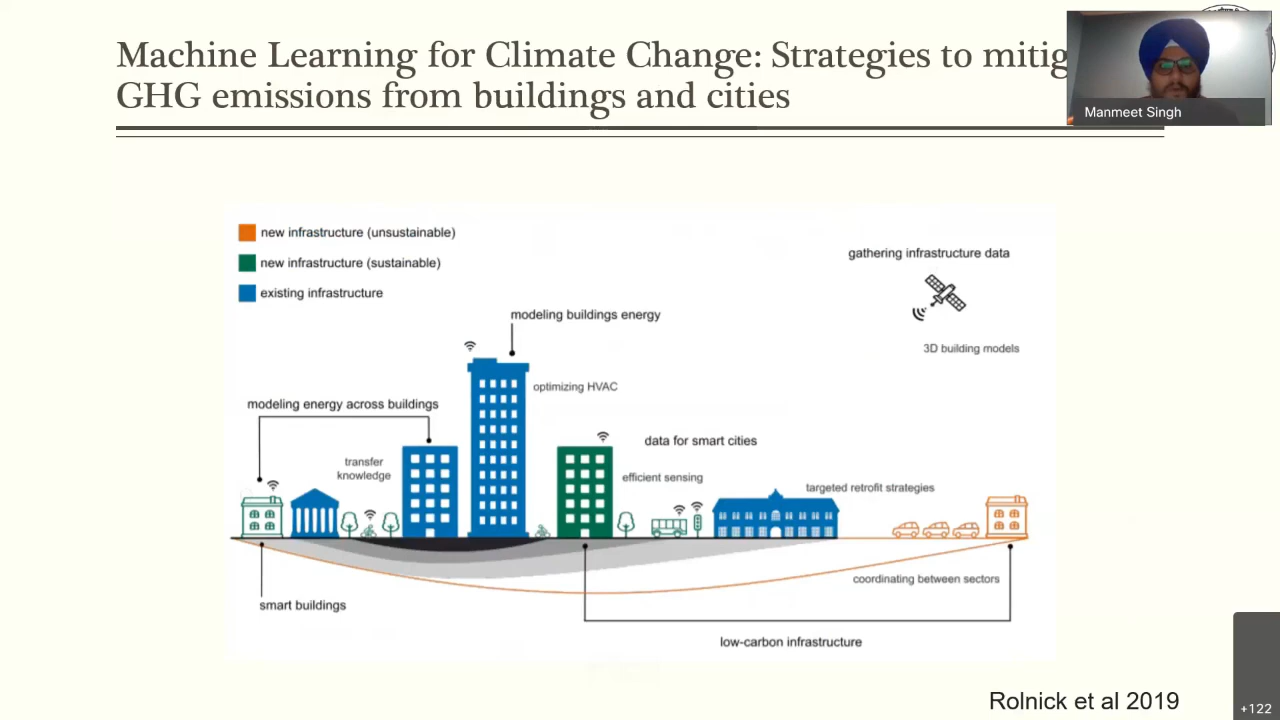 Machine Learning for Climate Change: Strategies to mitig
GHG emissions from buildings and cities
Manmeet Singh
new infrastructure (unsustainable)
new infrastructure (sustainable)
existing infrastructure
gathering infrastructure data
3D building models
modeling buildings energy
optimizing HVAC
modeling energy across buildings
transfer
knowledge
data for smart cities
efficient sensing
targeted retrofit strategies
coordinating between sectors
smart buildings
low-carbon infrastructure
Rolnick et al 2019
+122